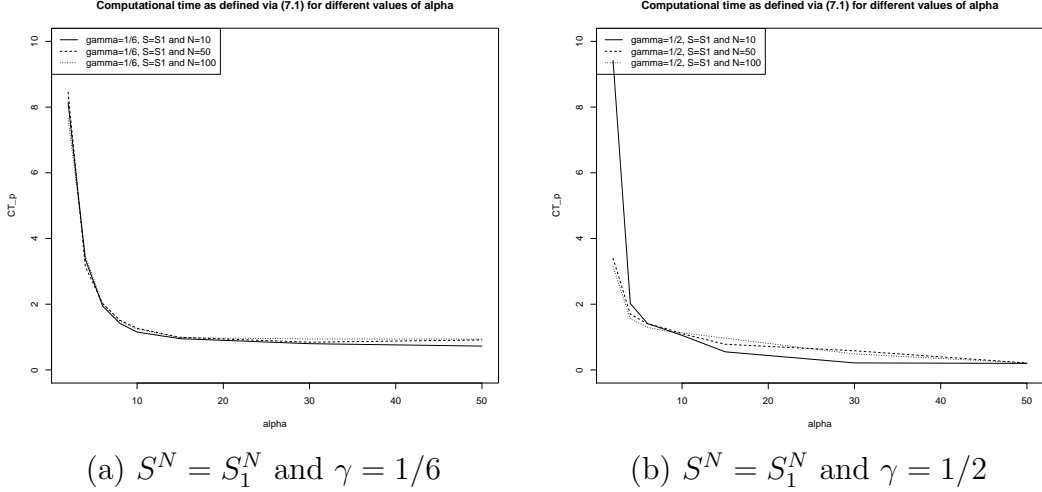 Computational time as defined via (7.1) for different values of alpha
gamma=1/6, S=S1 and N=10
gamma=1/6, S=S1 and N=50
gamma=1/6, S=S1 and N=100
CT_p
0
2
4
6
8
10
10
20
30
40
50
alpha
(a) S^N = S_1^N and γ = 1/6
Computational time as defined via (7.1) for different values of alpha
gamma=1/2, S=S1 and N=10
gamma=1/2, S=S1 and N=50
gamma=1/2, S=S1 and N=100
CT_p
0
2
4
6
8
10
10
20
30
40
50
alpha
(b) S^N = S_1^N and γ = 1/2